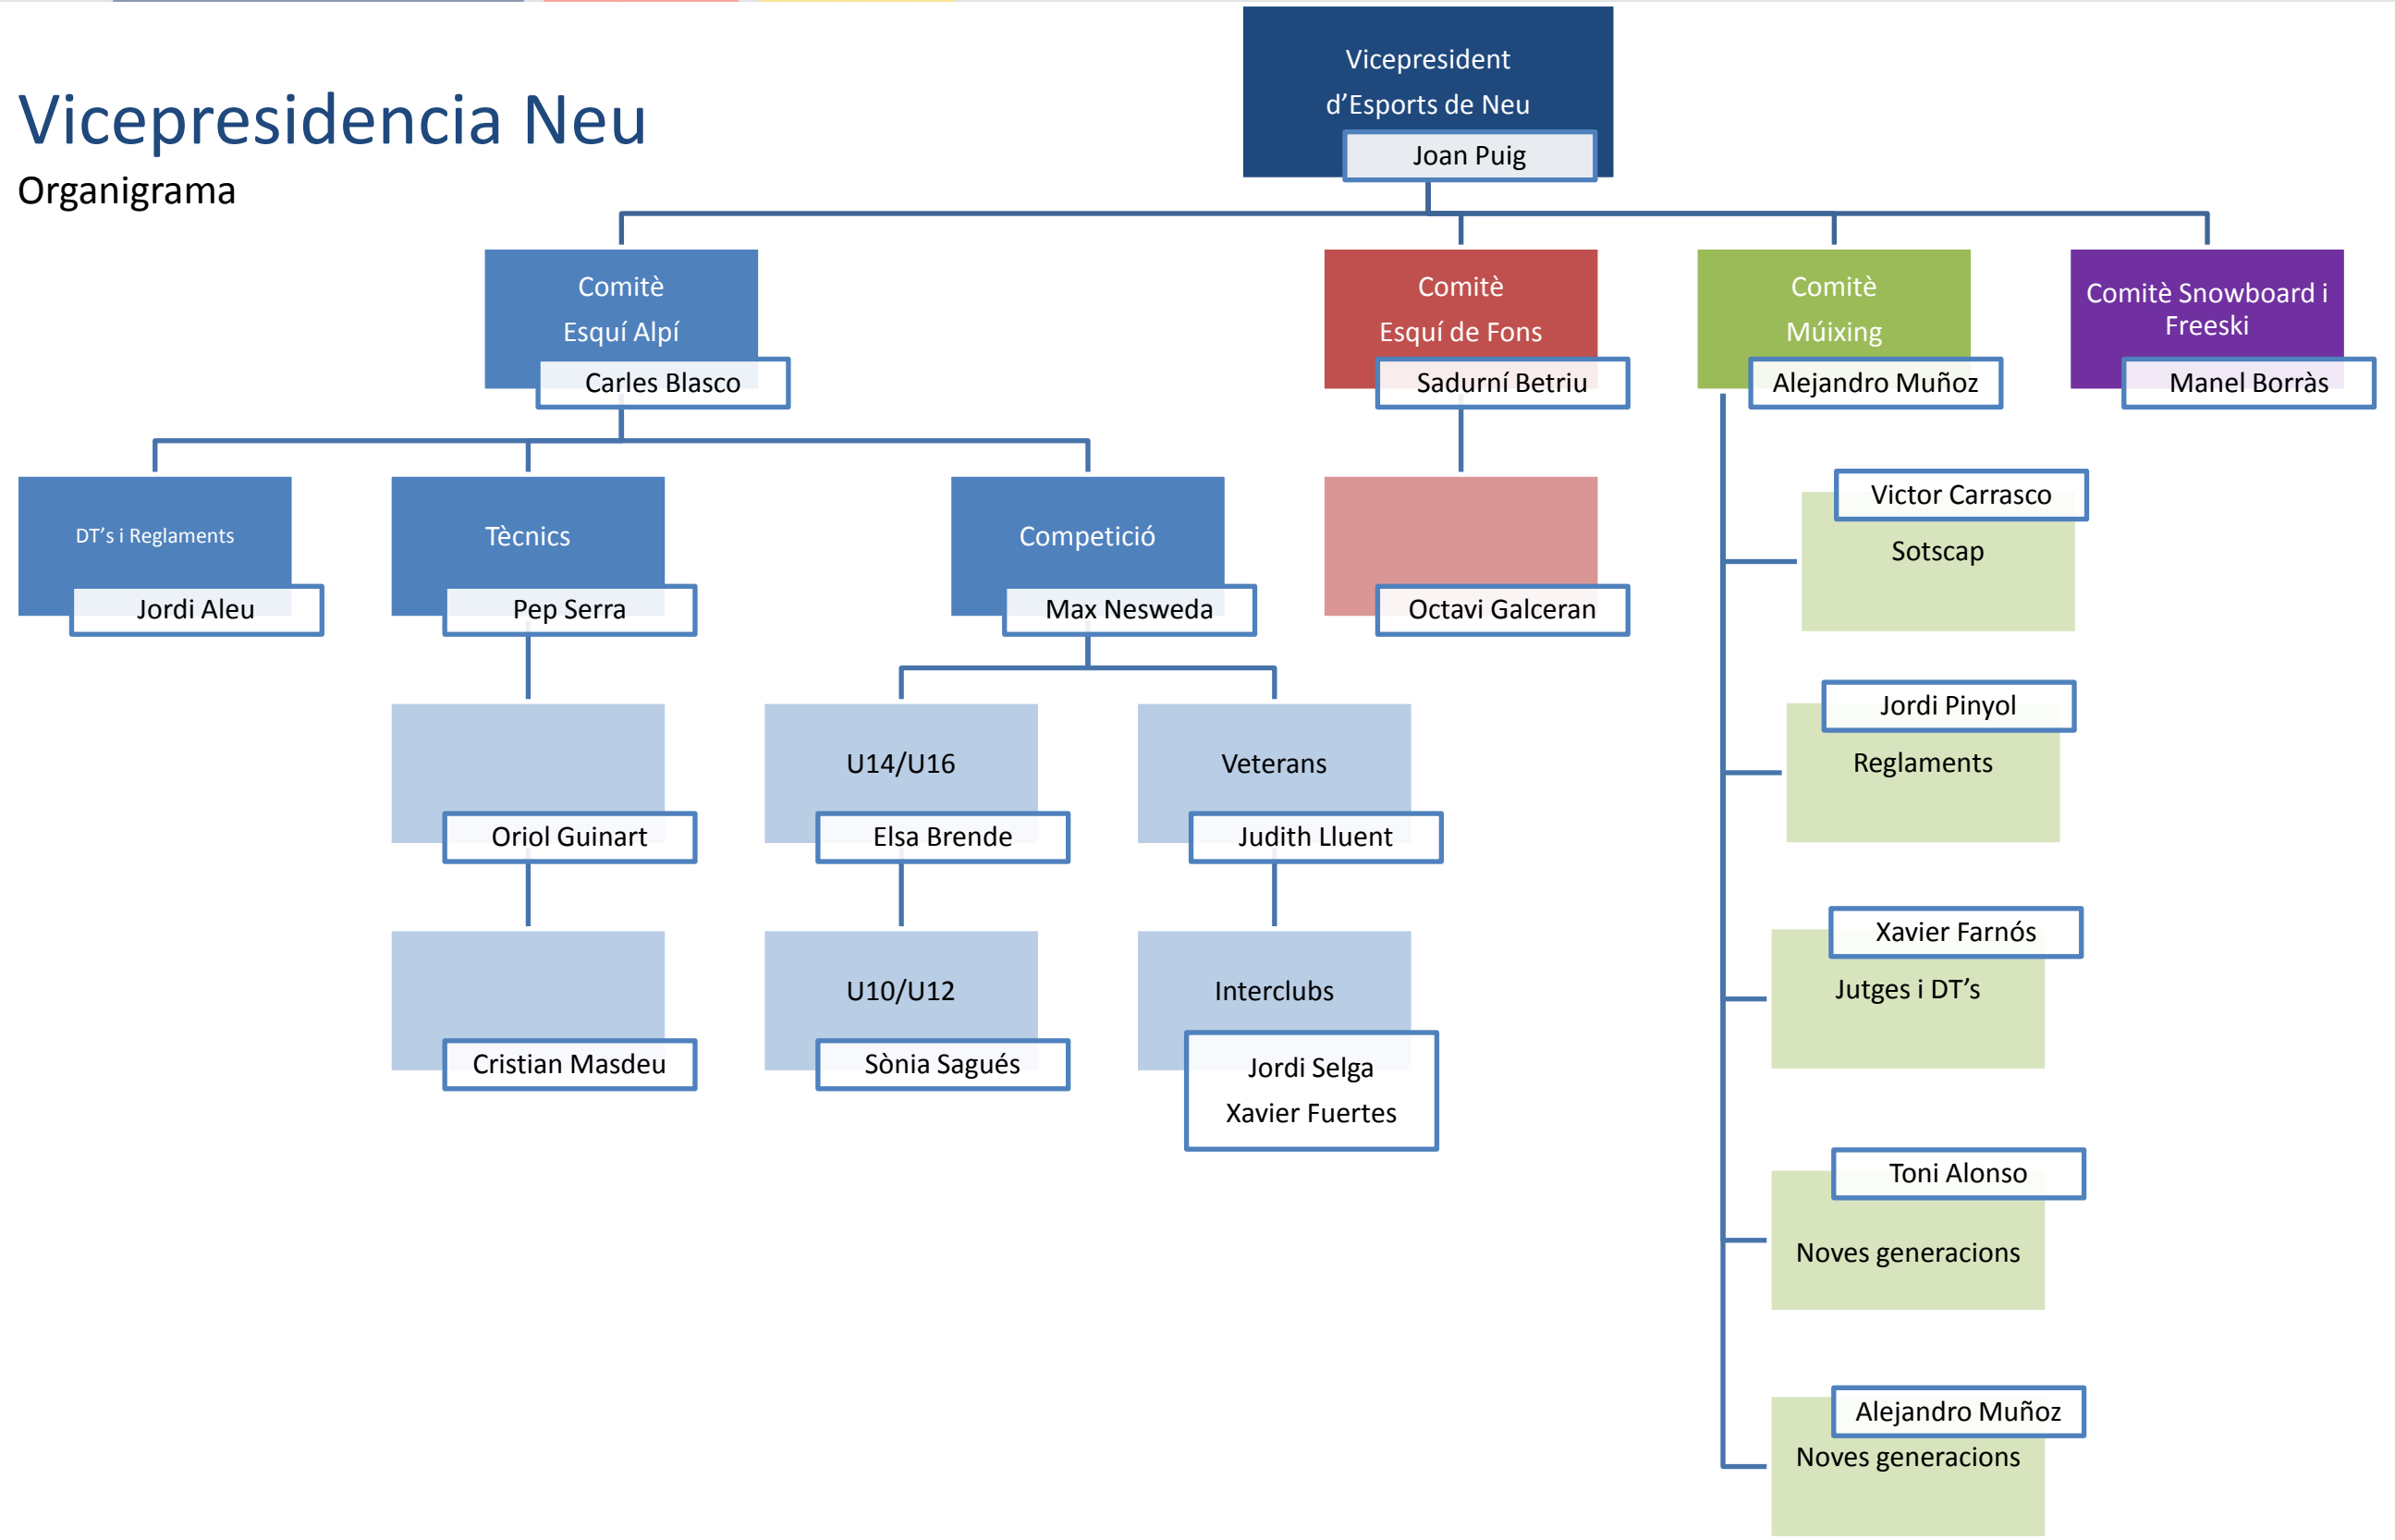 Vicepresidencia Neu
Organigrama
Vicepresident
d’Esports de Neu
Joan Puig
Comitè
Esquí Alpí
Carles Blasco
Comitè
Esquí de Fons
Sadurní Betriu
Comitè
Múixing
Alejandro Muñoz
Comitè Snowboard i
Freeski
Manel Borràs
DT’s i Reglaments
Jordi Aleu
Tècnics
Pep Serra
Competició
Max Nesweda
Octavi Galceran
Victor Carrasco
Sotscap
Oriol Guinart
U14/U16
Elsa Brende
Veterans
Judith Lluent
Jordi Pinyol
Reglaments
Cristian Masdeu
U10/U12
Sònia Sagués
Interclubs
Jordi Selga
Xavier Fuertes
Xavier Farnós
Jutges i DT’s
Toni Alonso
Noves generacions
Alejandro Muñoz
Noves generacions